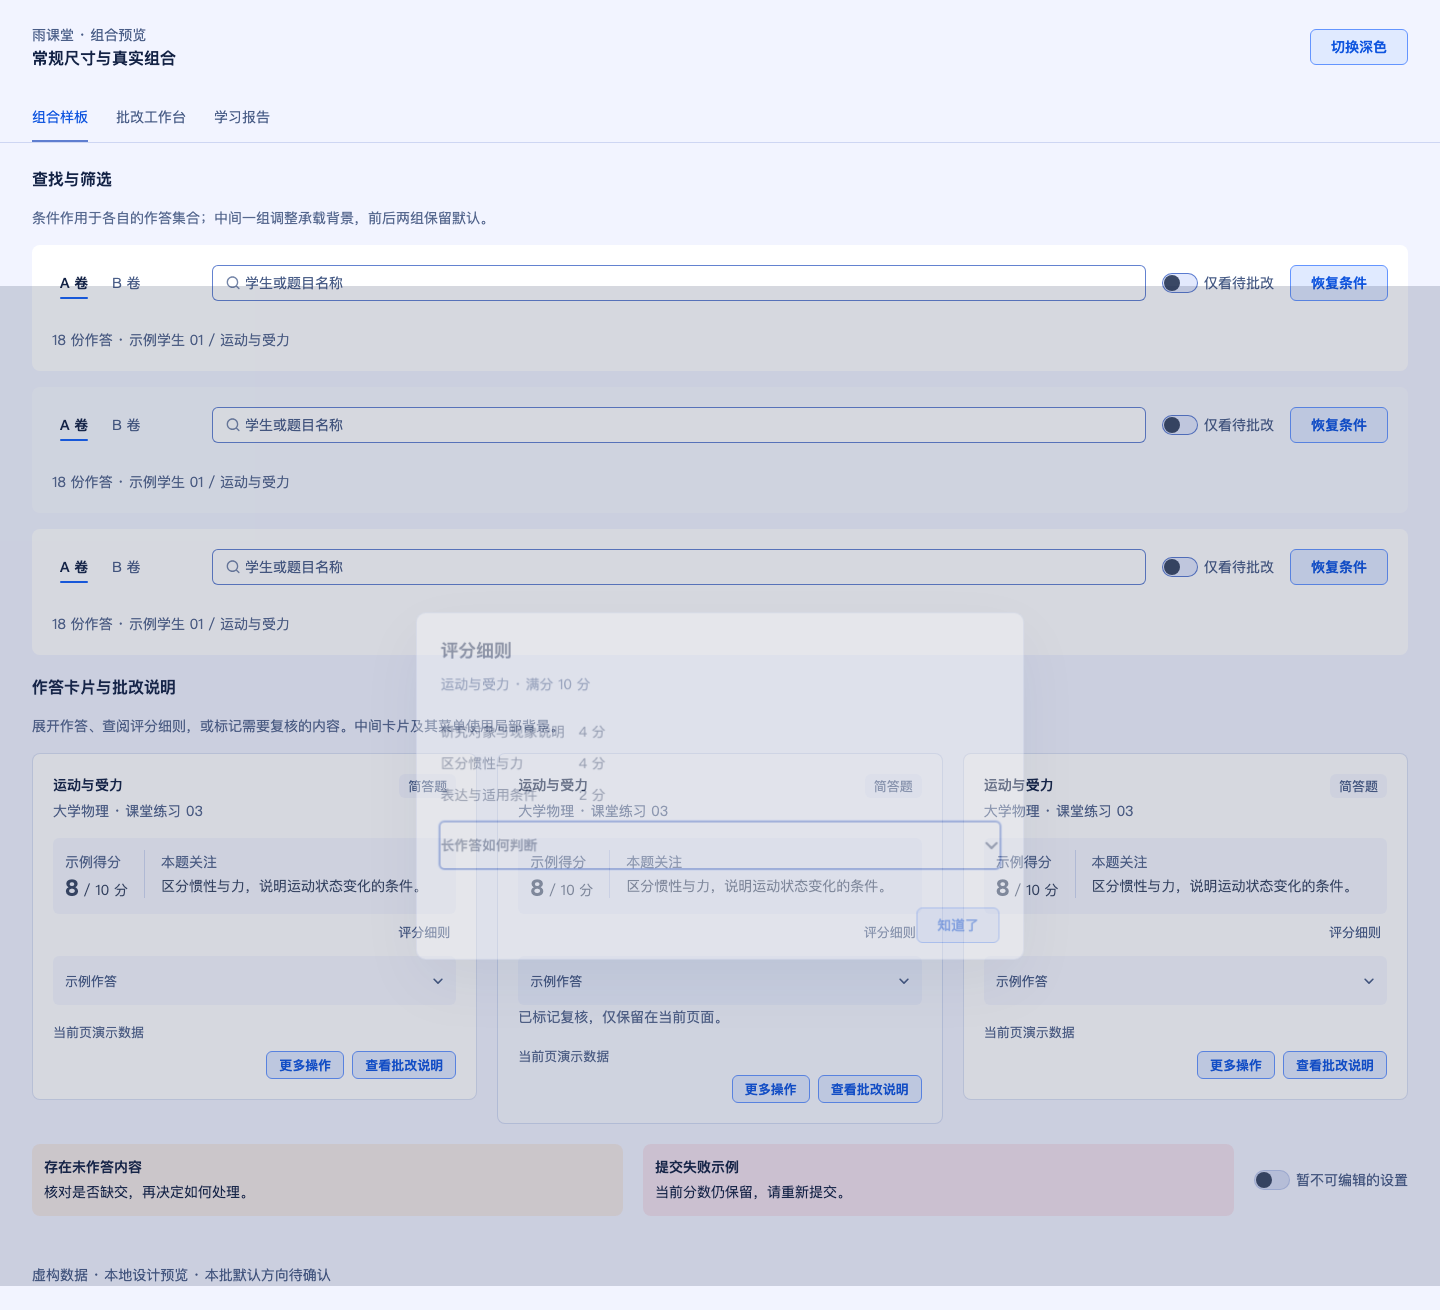 雨课堂 · 组合预览
常规尺寸与真实组合
切换深色
组合样板 批改工作台 学习报告
查找与筛选
条件作用于各自的作答集合；中间一组调整承载背景，前后两组保留默认。
A 卷 B 卷 学生或题目名称 仅看待批改 恢复条件
18 份作答 · 示例学生 01 / 运动与受力
A 卷 B 卷 学生或题目名称 仅看待批改 恢复条件
18 份作答 · 示例学生 01 / 运动与受力
A 卷 B 卷 学生或题目名称 仅看待批改 恢复条件
18 份作答 · 示例学生 01 / 运动与受力
作答卡片与批改说明
展开作答、查阅评分细则，或标记需要复核的内容。中间卡片及其菜单使用局部背景。
运动与受力 简答题
大学物理 · 课堂练习 03
示例得分 本题关注
8 / 10 分 区分惯性与力，说明运动状态变化的条件。
评分细则
示例作答
当前页演示数据
更多操作 查看批改说明
运动与受力 简答题
大学物理 · 课堂练习 03
示例得分 本题关注
8 / 10 分 区分惯性与力，说明运动状态变化的条件。
评分细则
示例作答
已标记复核，仅保留在当前页面。
当前页演示数据
更多操作 查看批改说明
运动与受力 简答题
大学物理 · 课堂练习 03
示例得分 本题关注
8 / 10 分 区分惯性与力，说明运动状态变化的条件。
评分细则
示例作答
当前页演示数据
更多操作 查看批改说明
评分细则
运动与受力 · 满分 10 分
研究对象与现象说明 4 分
区分惯性与力 4 分
表达与适用条件 2 分
长作答如何判断
知道了
存在未作答内容
核对是否缺交，再决定如何处理。
提交失败示例
当前分数仍保留，请重新提交。
暂不可编辑的设置
虚构数据 · 本地设计预览 · 本批默认方向待确认